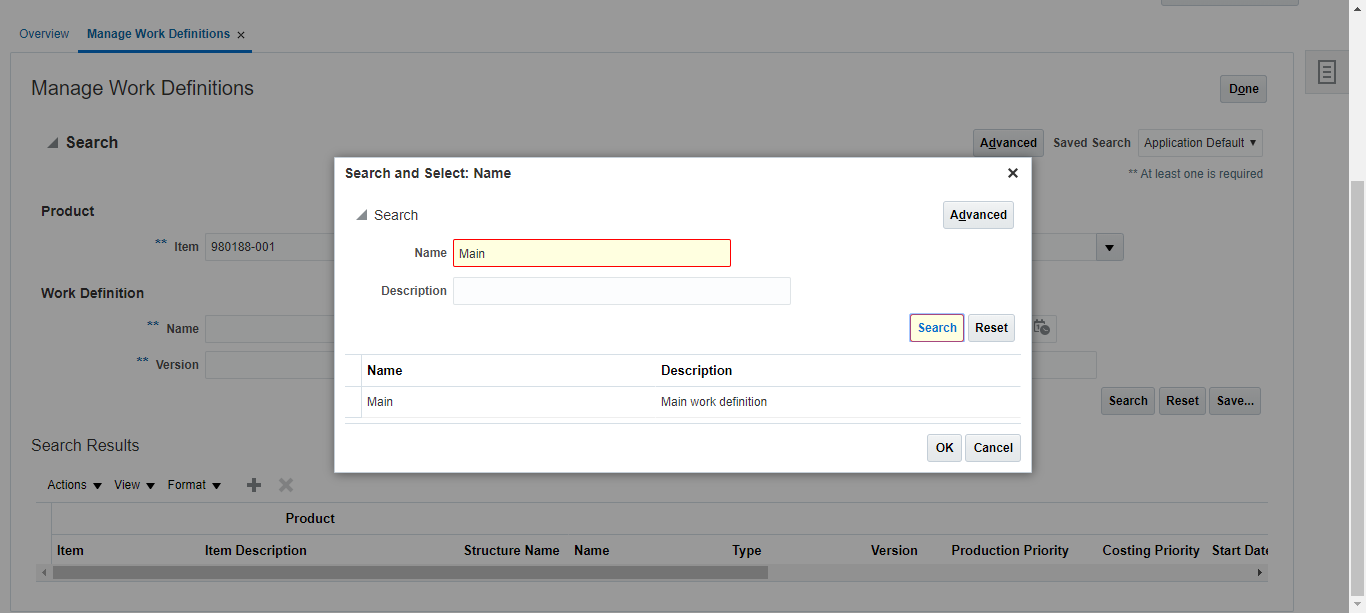 Overview
Manage Work Definitions ×
Manage Work Definitions
Done
Search
Advanced Saved Search Application Default
** At least one is required
Product
** Item 980188-001
Work Definition
** Name
** Version
Search Reset Save...
Search and Select: Name
Search
Advanced
Name Main
Description
Search Reset
Name Description
Main Main work definition
OK Cancel
Search Results
Actions View Format
Product
Item Item Description Structure Name Name Type Version Production Priority Costing Priority Start Date